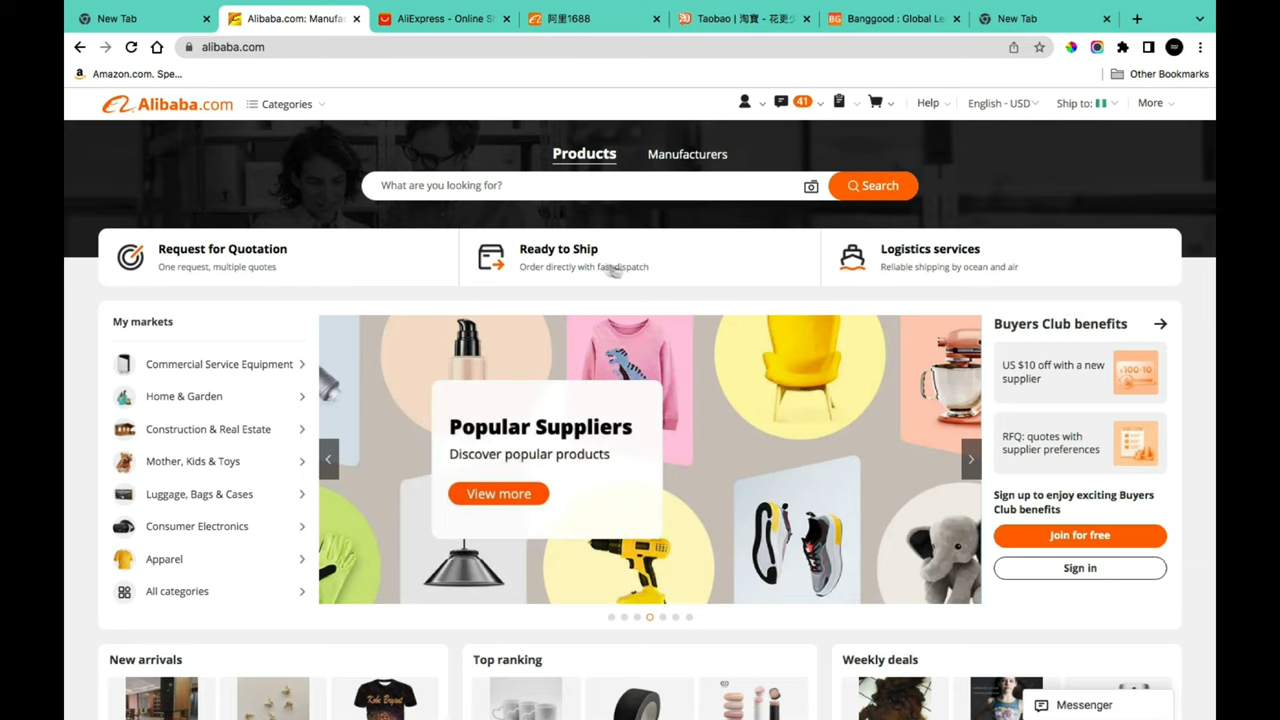 New Tab
Alibaba.com: Manufa
AliExpress - Online S
阿里1688
Taobao | 淘寶 - 花更
Banggood : Global Le
New Tab
alibaba.com
Amazon.com. Spe...
Other Bookmarks
Alibaba.com
Categories
41
Help
English - USD
Ship to:
More
Products
Manufacturers
What are you looking for?
Search
Request for Quotation
One request, multiple quotes
Ready to Ship
Order directly with fast dispatch
Logistics services
Reliable shipping by ocean and air
My markets
Commercial Service Equipment
Home & Garden
Construction & Real Estate
Mother, Kids & Toys
Luggage, Bags & Cases
Consumer Electronics
Apparel
All categories
Popular Suppliers
Discover popular products
View more
Buyers Club benefits
US $10 off with a new
supplier
RFQ: quotes with
supplier preferences
Sign up to enjoy exciting Buyers
Club benefits
Join for free
Sign in
New arrivals
Top ranking
Weekly deals
Kobe Bryant
Messenger